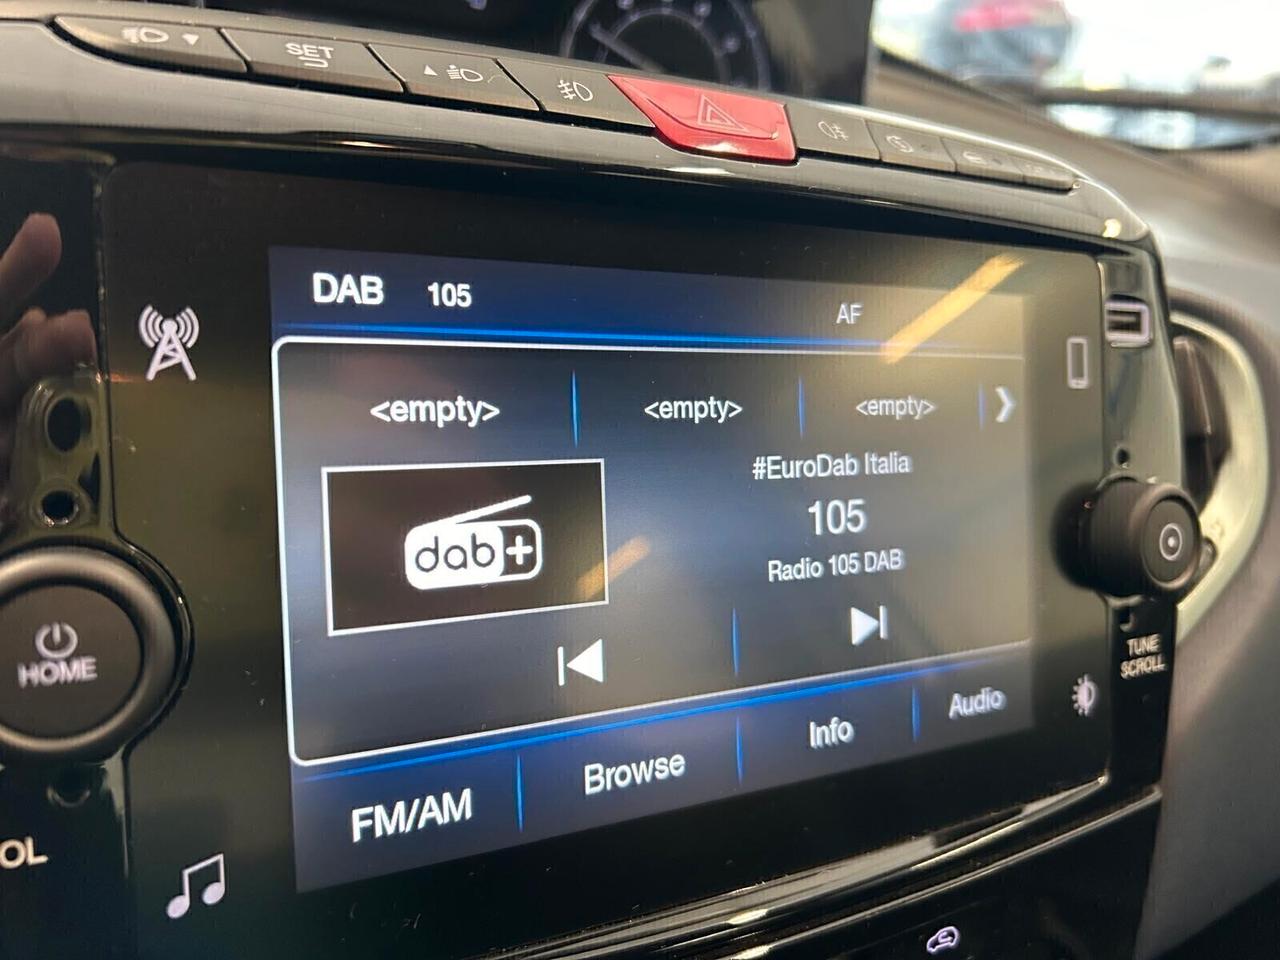 SET
DAB 105
AF
<empty> <empty> <empty>
#EuroDab Italia
dab+
105
Radio 105 DAB
HOME
TUNE
SCROLL
FM/AM Browse Info Audio
OL